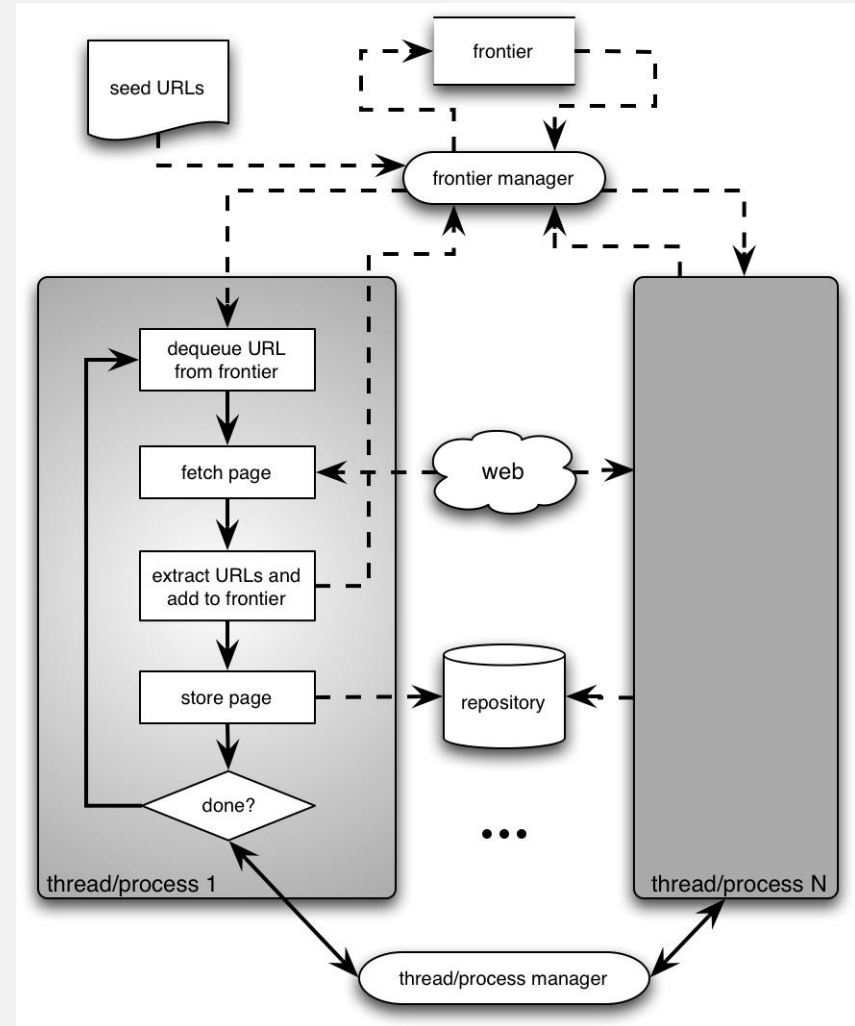 frontier
seed URLs
frontier manager
dequeue URL
from frontier
fetch page
web
extract URLs and
add to frontier
store page
repository
done?
...
thread/process 1
thread/process N
thread/process manager